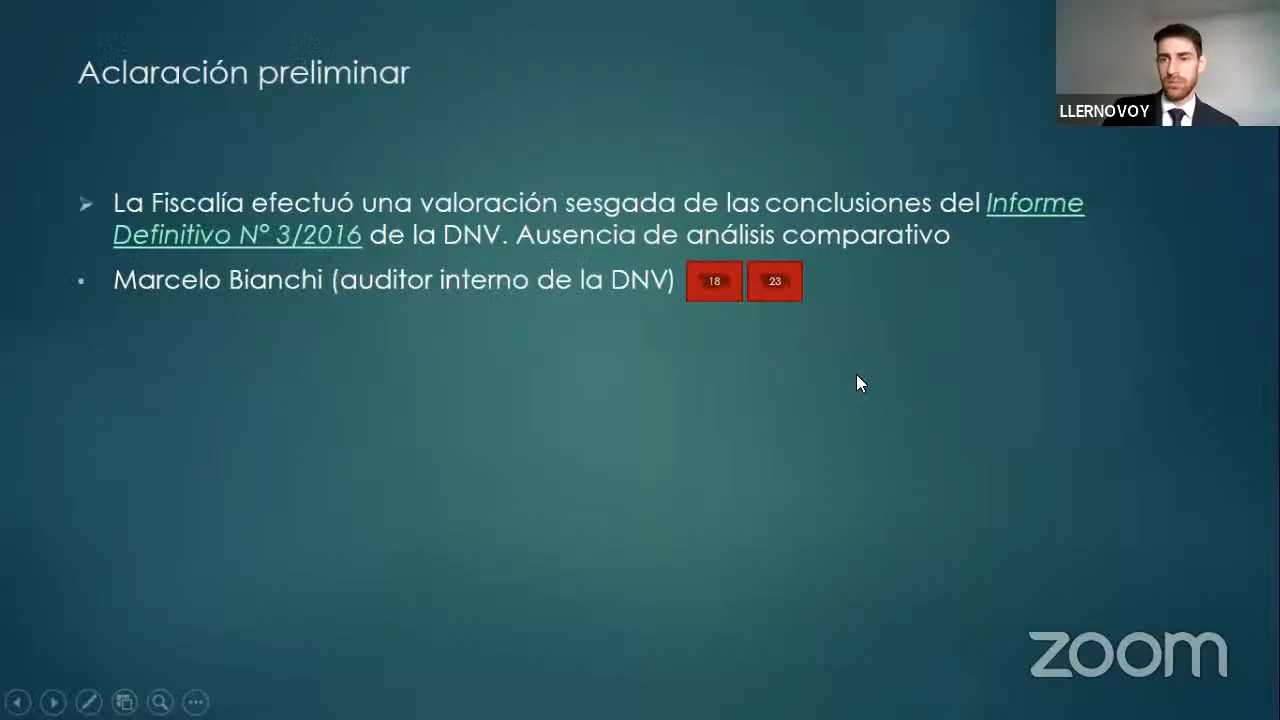 Aclaración preliminar
LLERNOVOY
La Fiscalía efectuó una valoración sesgada de las conclusiones del Informe
Definitivo N° 3/2016 de la DNV. Ausencia de análisis comparativo
Marcelo Bianchi (auditor interno de la DNV) 18 23
zoom